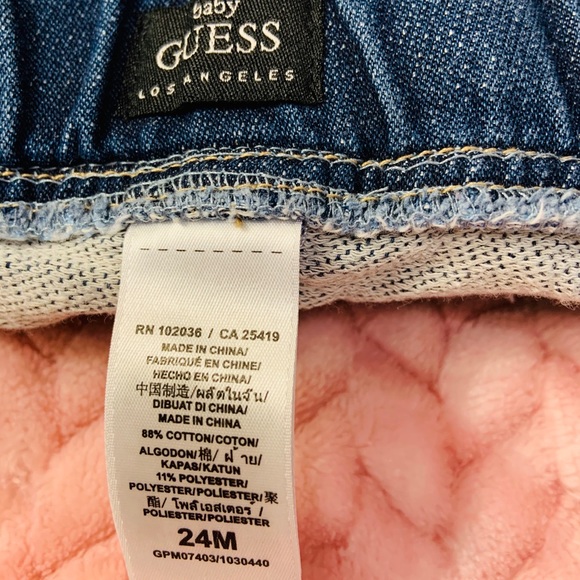 baby
GUESS
LOS ANGELES
RN 102036 / CA 25419
MADE IN CHINA/
FABRIQUÉ EN CHINE/
HECHO EN CHINA/
中国制造/ผลิตในจีน/
DIBUAT DI CHINA/
MADE IN CHINA
88% COTTON/COTON/
ALGODON/棉/ ฝ้าย/
KAPAS/KATUN
11% POLYESTER/
POLYESTER/POLIÉSTER/聚
酯/ โพลีเอสเตอร์ /
POLIESTER/POLIESTER
24M
GPM07403/1030440